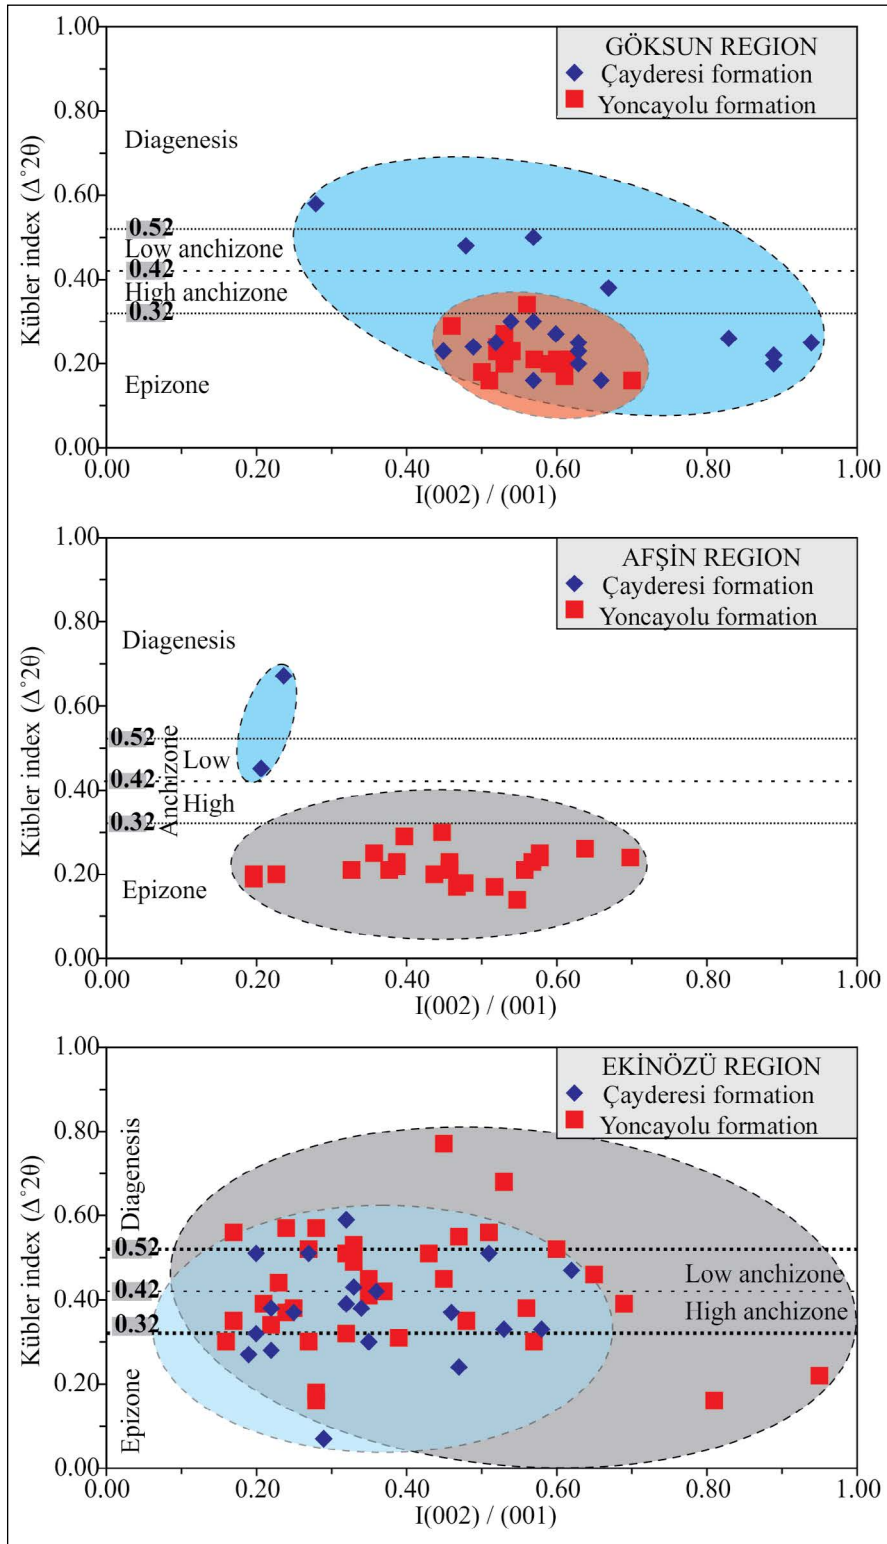 1.00
GÖKSUN REGION
Çayderesi formation
Yoncayolu formation
0.80
Diagenesis
0.60
0.52
Low anchizone
0.42
0.40
High anchizone
0.32
0.20
Epizone
0.00
Kübler index (Δ°2θ)
0.00 0.20 0.40 0.60 0.80 1.00
I(002) / (001)
1.00
AFŞİN REGION
Çayderesi formation
Yoncayolu formation
0.80
Diagenesis
0.60
0.52
Low
0.42
0.40
High
Anchizone
0.32
0.20
Epizone
0.00
Kübler index (Δ°2θ)
0.00 0.20 0.40 0.60 0.80 1.00
I(002) / (001)
1.00
EKİNÖZÜ REGION
Çayderesi formation
Yoncayolu formation
0.80
Diagenesis
0.60
0.52
Low anchizone
0.42
0.40
High anchizone
0.32
0.20
Epizone
0.00
Kübler index (Δ°2θ)
0.00 0.20 0.40 0.60 0.80 1.00
I(002) / (001)